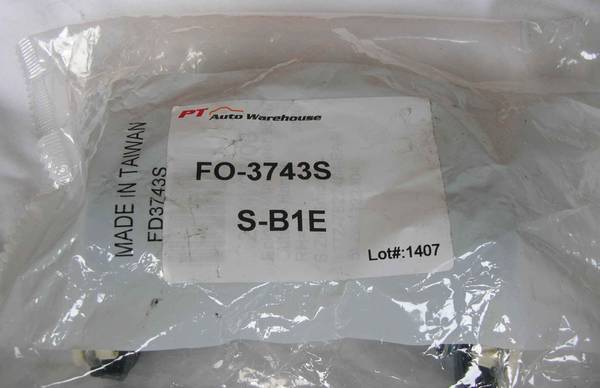 PT Auto Warehouse
FO-3743S
S-B1E
Lot#:1407
MADE IN TAIWAN
FD3743S